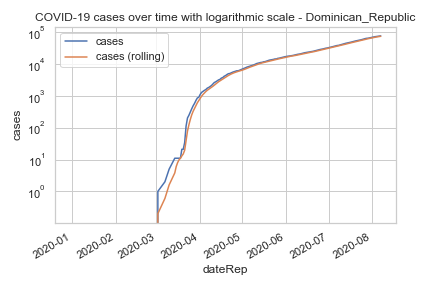 COVID-19 cases over time with logarithmic scale - Dominican_Republic
cases
cases (rolling)
10^5
10^4
10^3
10^2
10^1
10^0
cases
2020-01
2020-02
2020-03
2020-04
2020-05
2020-06
2020-07
2020-08
dateRep